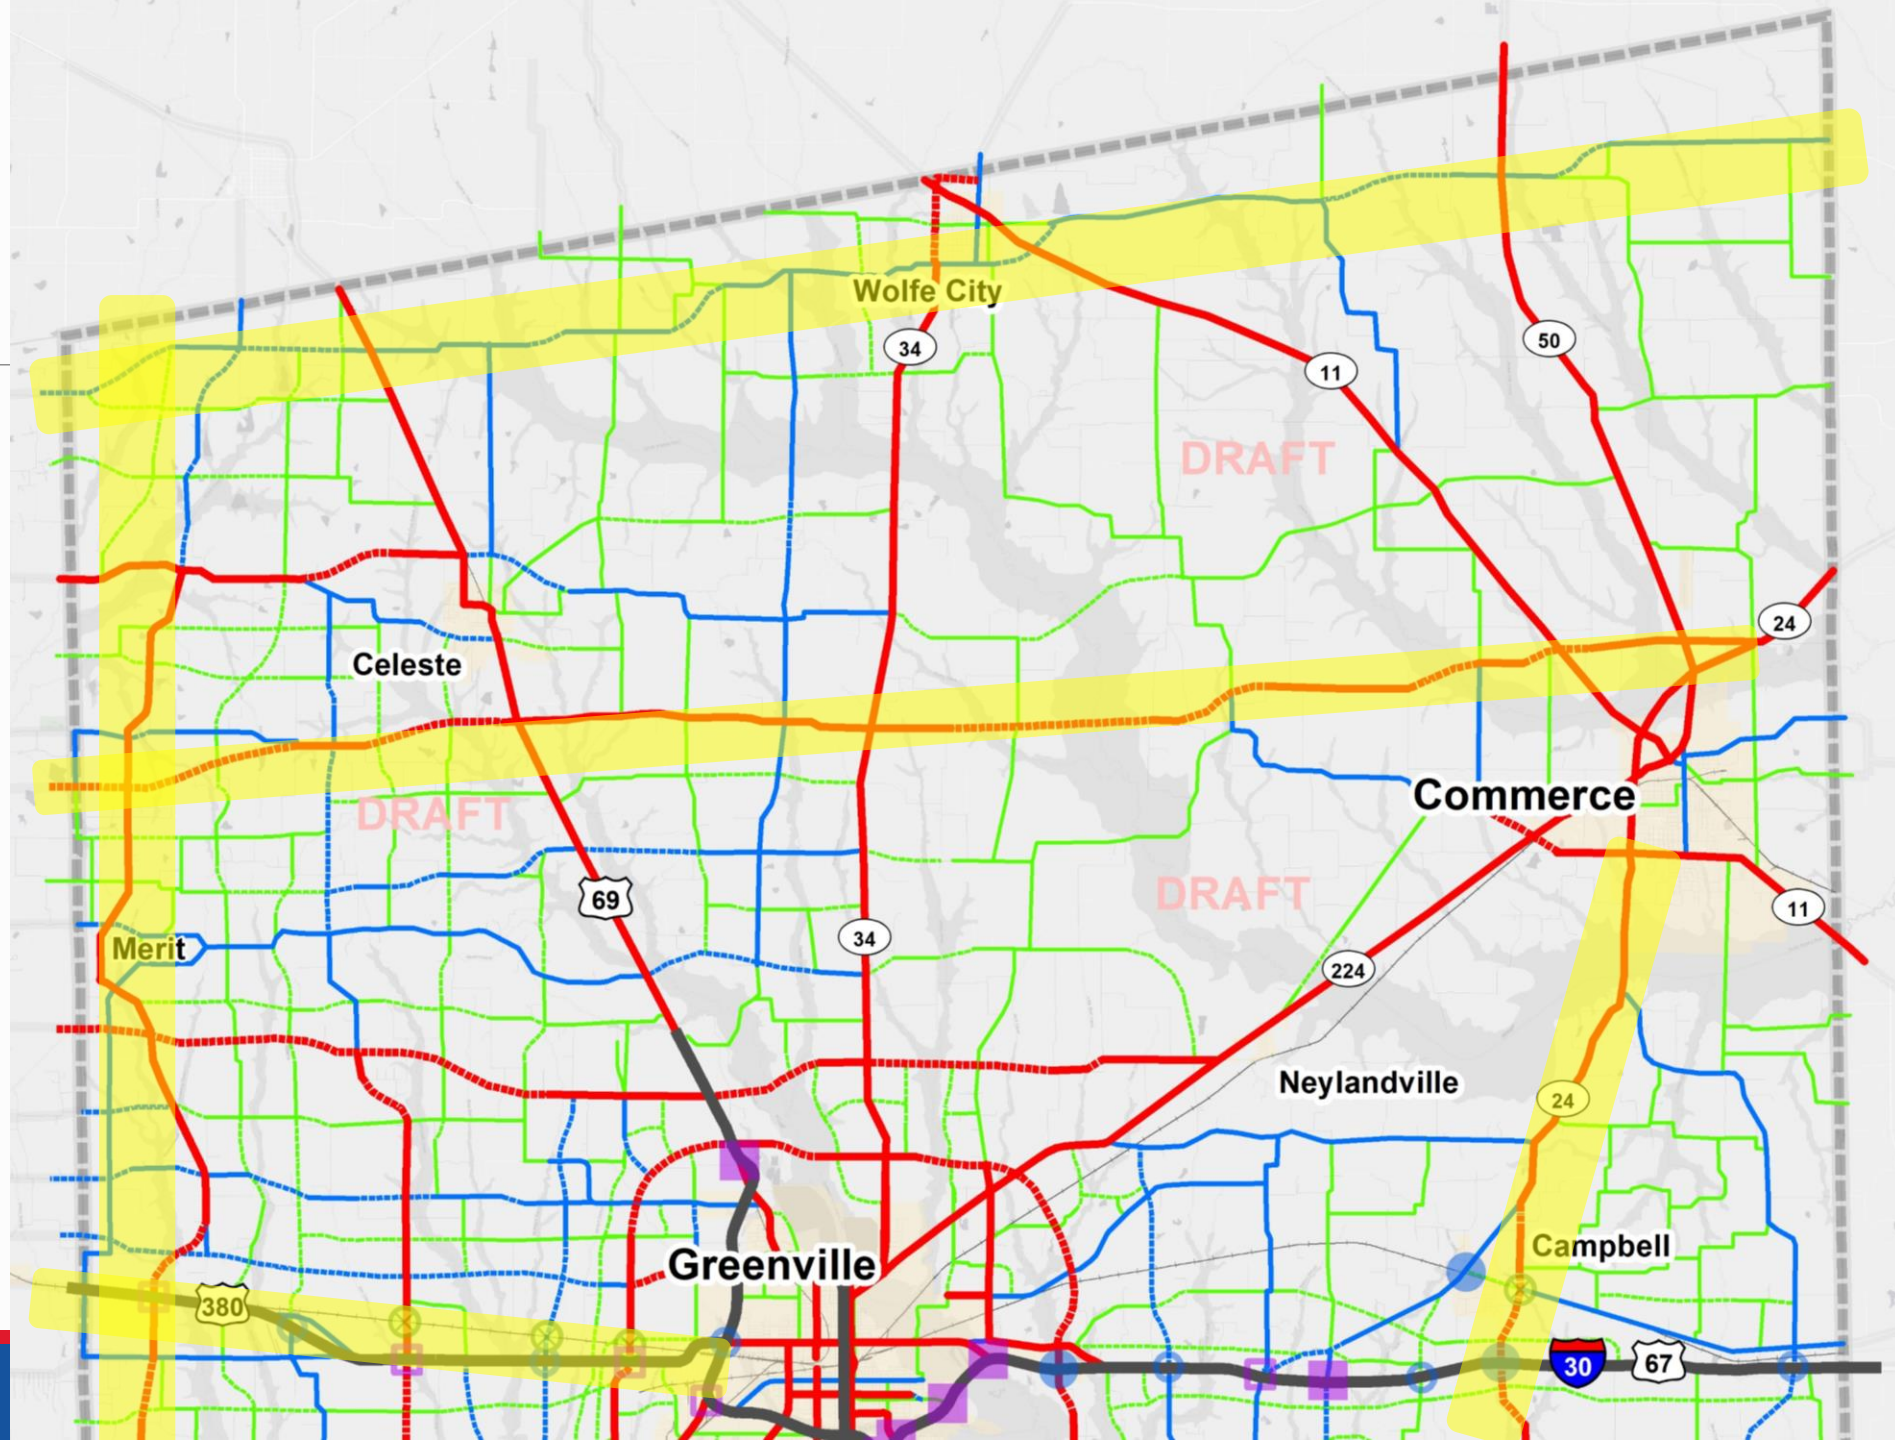 Wolfe City
34
50
11
DRAFT
24
Celeste
Commerce
DRAFT
69
DRAFT
11
34
Merit
224
Neylandville
24
Campbell
Greenville
380
30
67